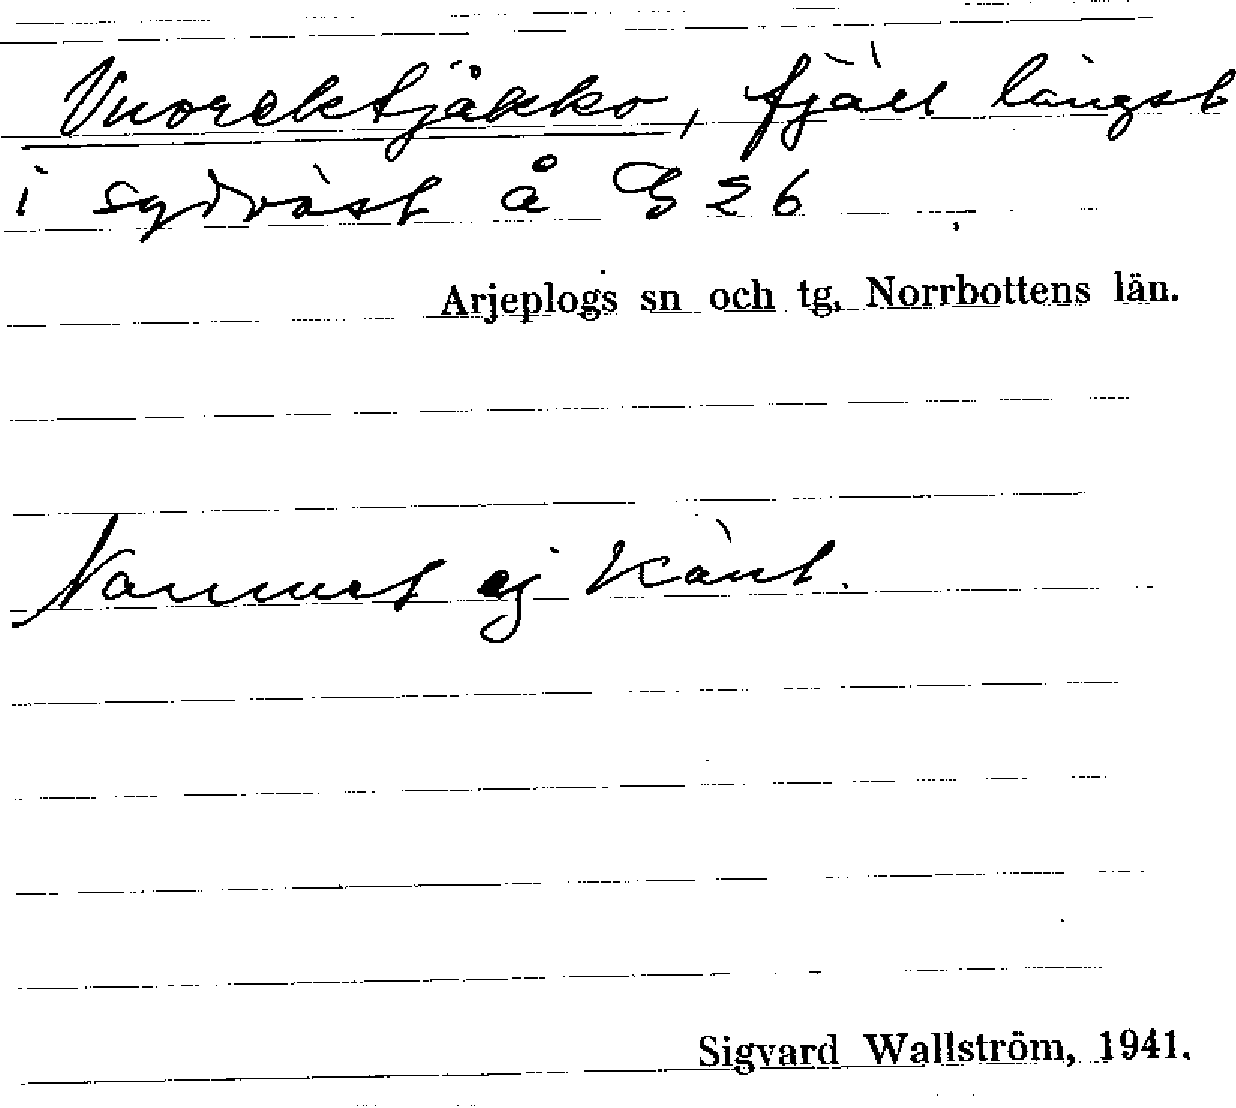 Vuorektjåkko, fjäll längst
i sydväst å G 26
Arjeplogs sn och tg. Norrbottens län.
Namnet ej känt.
Sigvard Wallström, 1941.